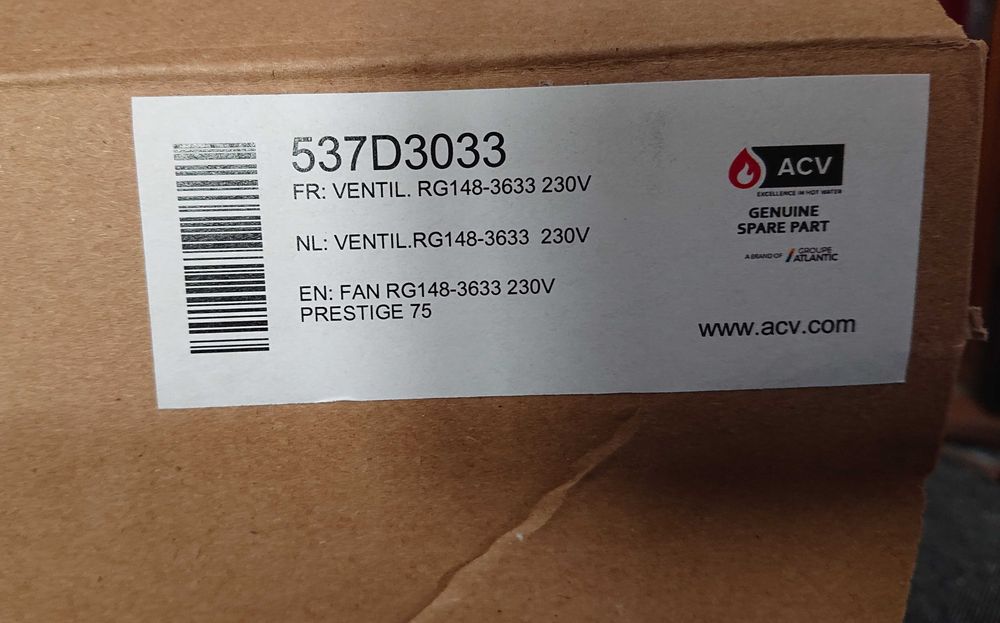 537D3033
FR: VENTIL. RG148-3633 230V
NL: VENTIL.RG148-3633  230V
EN: FAN RG148-3633 230V
PRESTIGE 75
ACV
EXCELLENCE IN HOT WATER
GENUINE
SPARE PART
A BRAND OF GROUPE
ATLANTIC
www.acv.com